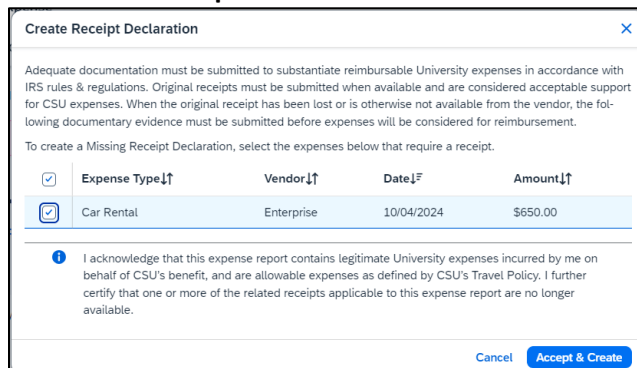 Create Receipt Declaration
Adequate documentation must be submitted to substantiate reimbursable University expenses in accordance with
IRS rules & regulations. Original receipts must be submitted when available and are considered acceptable support
for CSU expenses. When the original receipt has been lost or is otherwise not available from the vendor, the fol-
lowing documentary evidence must be submitted before expenses will be considered for reimbursement.
To create a Missing Receipt Declaration, select the expenses below that require a receipt.
Expense Type Vendor Date Amount
Car Rental Enterprise 10/04/2024 $650.00
I acknowledge that this expense report contains legitimate University expenses incurred by me on
behalf of CSU's benefit, and are allowable expenses as defined by CSU's Travel Policy. I further
certify that one or more of the related receipts applicable to this expense report are no longer
available.
Cancel Accept & Create